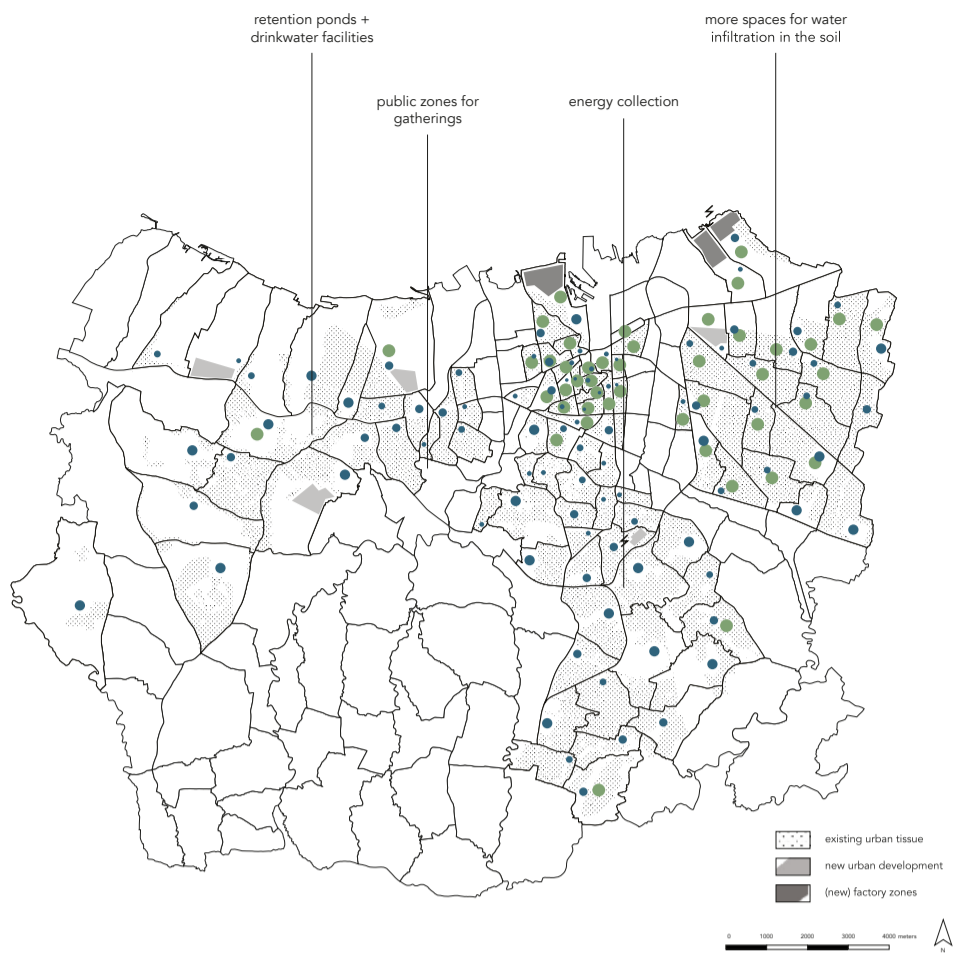 retention ponds +
drinkwater facilities
more spaces for water
infiltration in the soil
public zones for
gatherings
energy collection
existing urban tissue
new urban development
(new) factory zones
0 1000 2000 3000 4000 meters
N